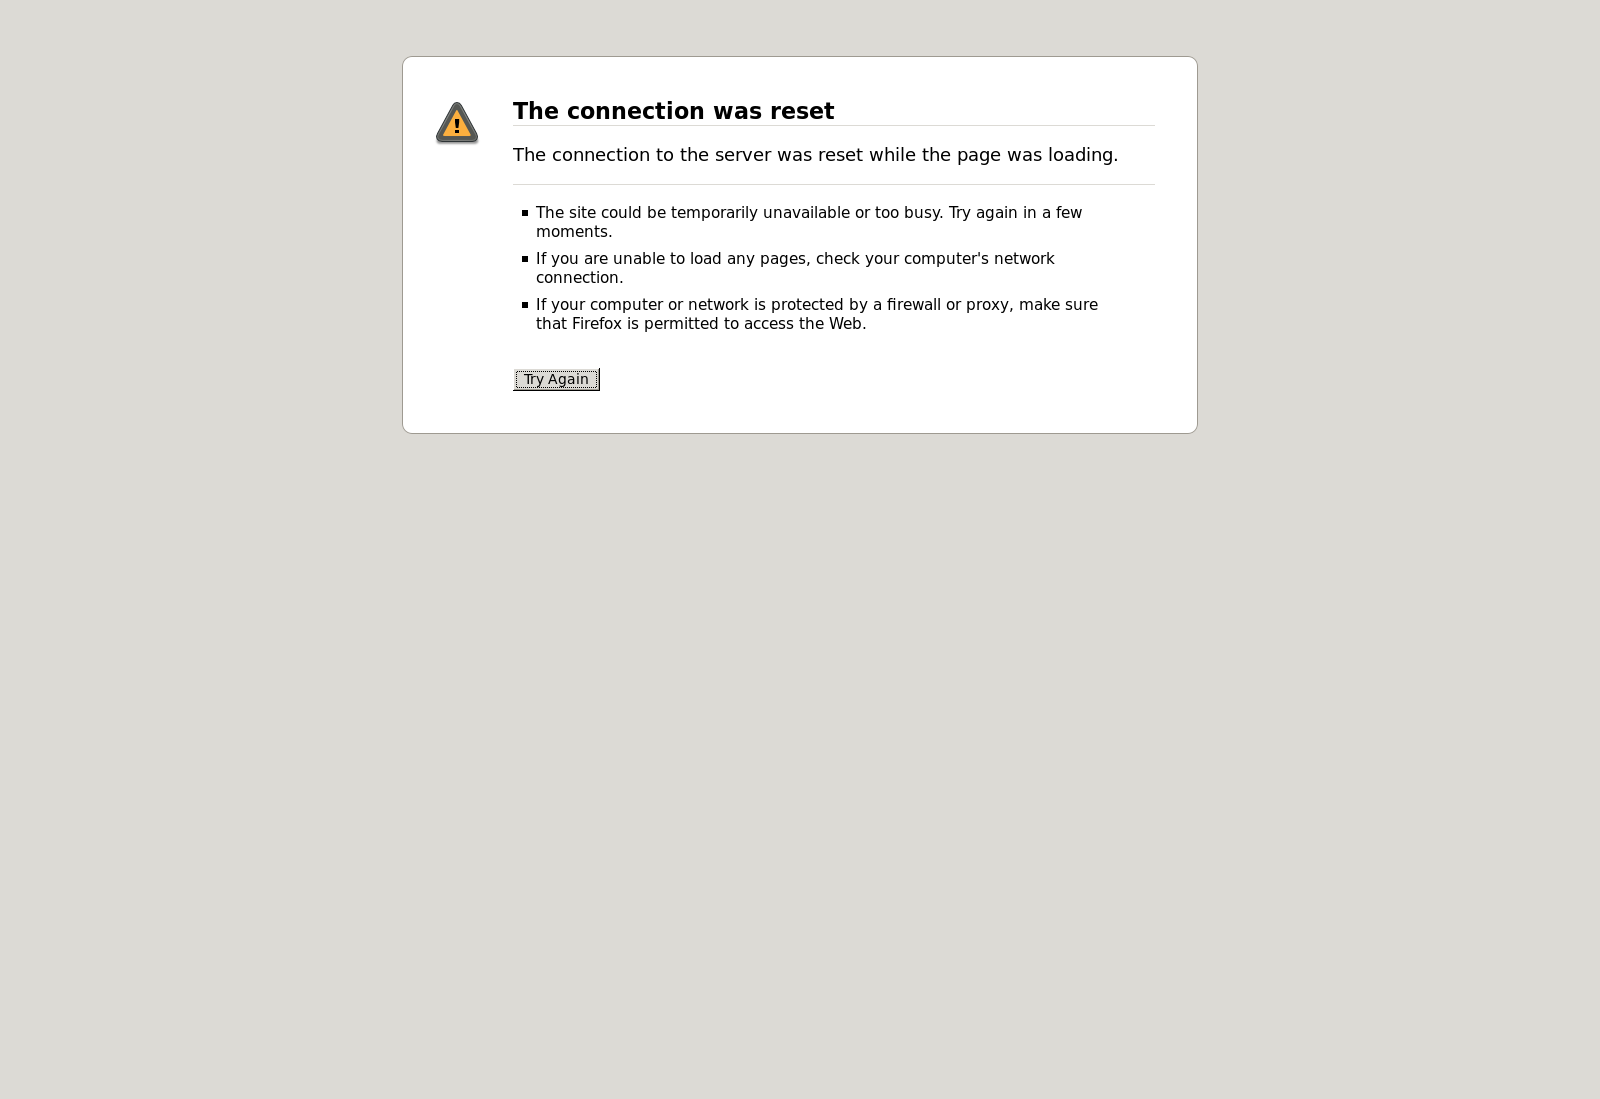 The connection was reset
The connection to the server was reset while the page was loading.
The site could be temporarily unavailable or too busy. Try again in a few
moments.
If you are unable to load any pages, check your computer's network
connection.
If your computer or network is protected by a firewall or proxy, make sure
that Firefox is permitted to access the Web.
Try Again